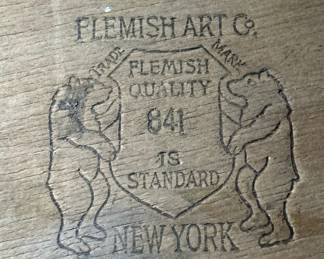 FLEMISH ART Co.
TRADE MARK
FLEMISH
QUALITY
841
IS
STANDARD
NEW YORK